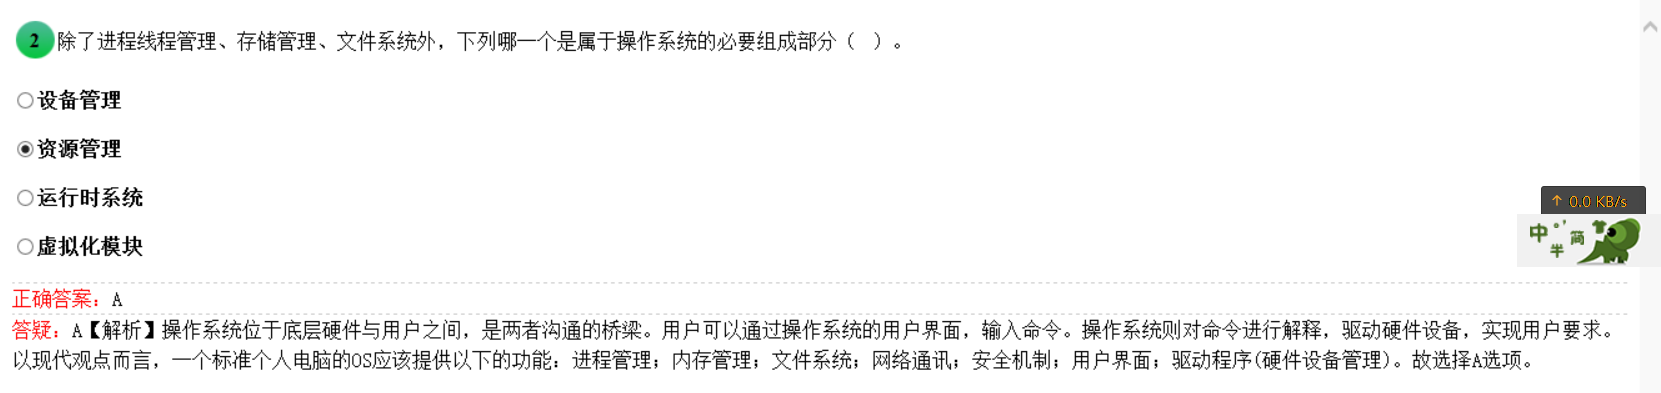 2 除了进程线程管理、存储管理、文件系统外，下列哪一个是属于操作系统的必要组成部分（ ）。
设备管理
资源管理
运行时系统
虚拟化模块
↑ 0.0 KB/s
中 °’ 简
半
正确答案：A
答疑：A【解析】操作系统位于底层硬件与用户之间，是两者沟通的桥梁。用户可以通过操作系统的用户界面，输入命令。操作系统则对命令进行解释，驱动硬件设备，实现用户要求。
以现代观点而言，一个标准个人电脑的OS应该提供以下的功能：进程管理；内存管理；文件系统；网络通讯；安全机制；用户界面；驱动程序(硬件设备管理)。故选择A选项。